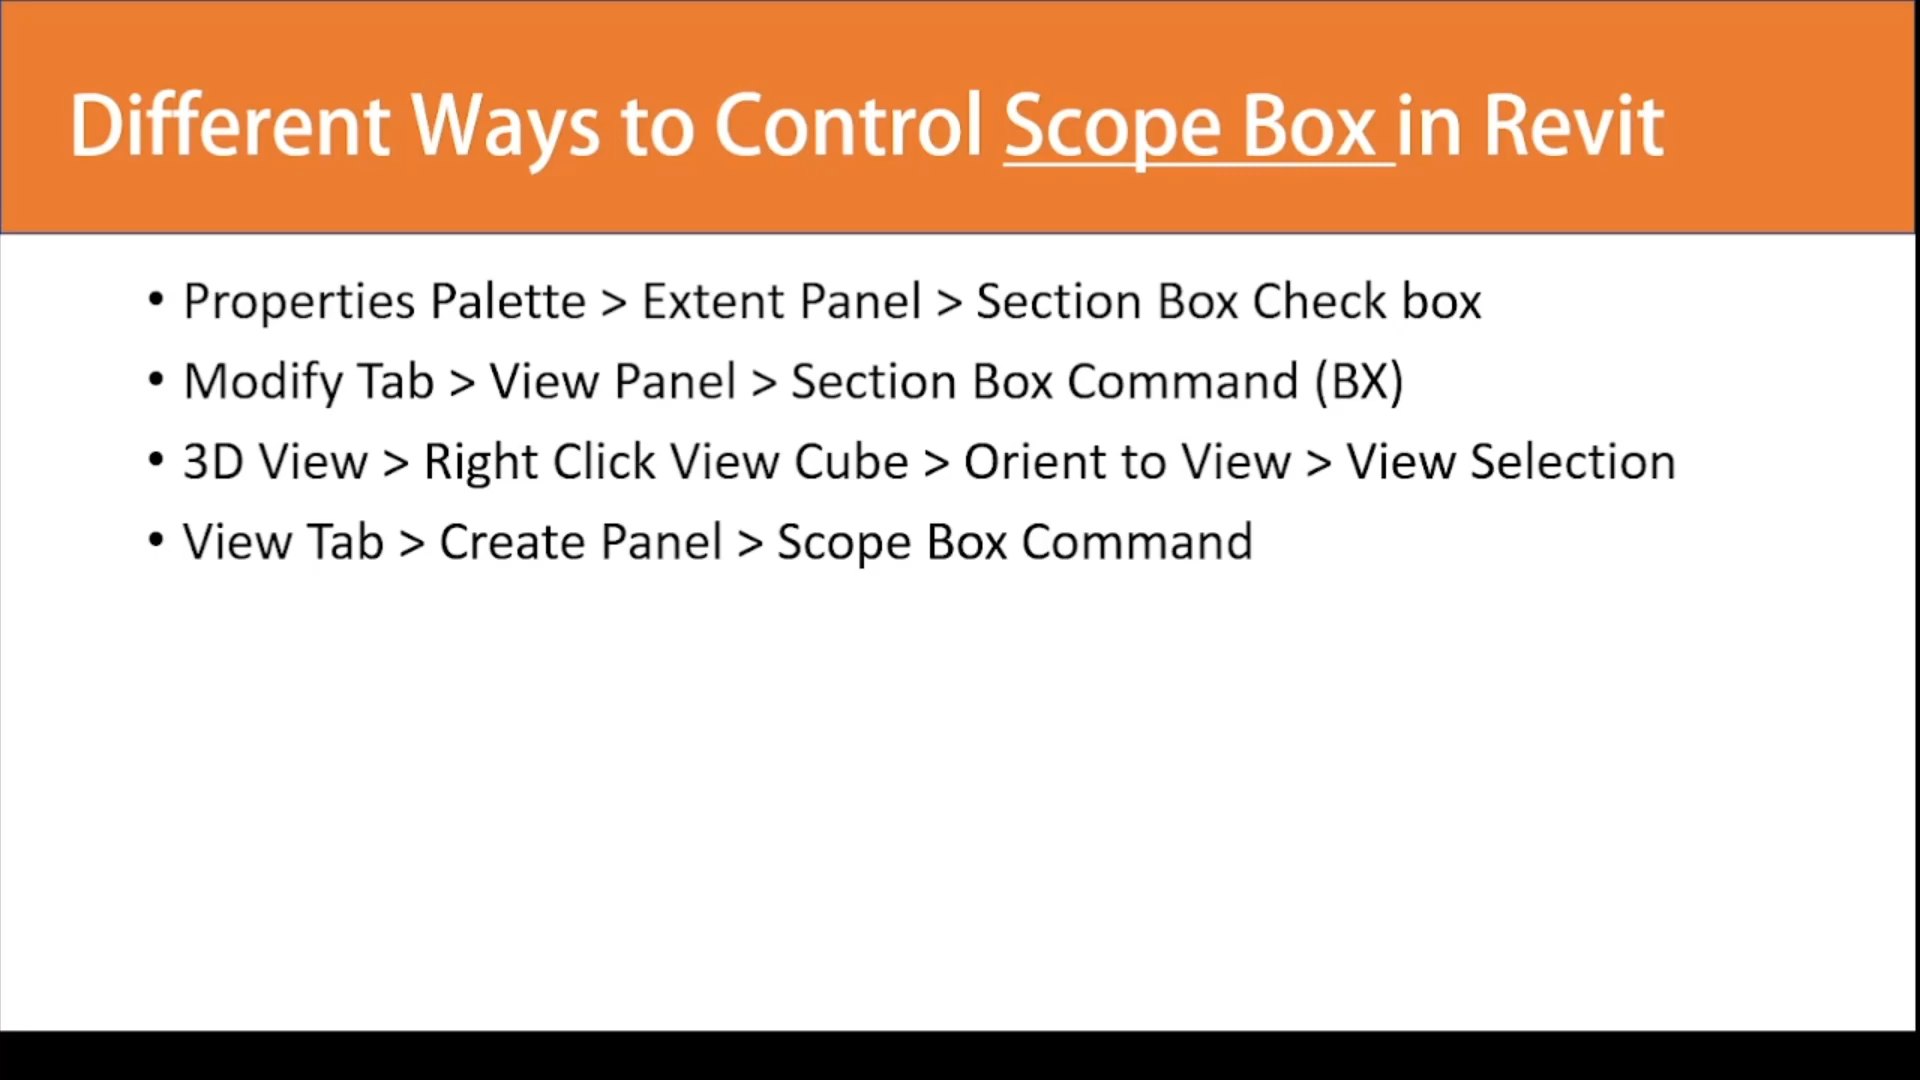 Different Ways to Control Scope Box in Revit
• Properties Palette > Extent Panel > Section Box Check box
• Modify Tab > View Panel > Section Box Command (BX)
• 3D View > Right Click View Cube > Orient to View > View Selection
• View Tab > Create Panel > Scope Box Command